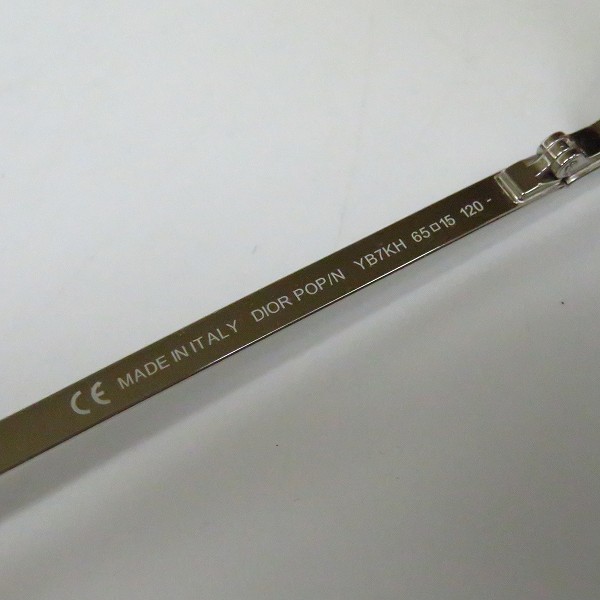 CE MADE IN ITALY DIOR POP/N YB7KH 65□15 120 -